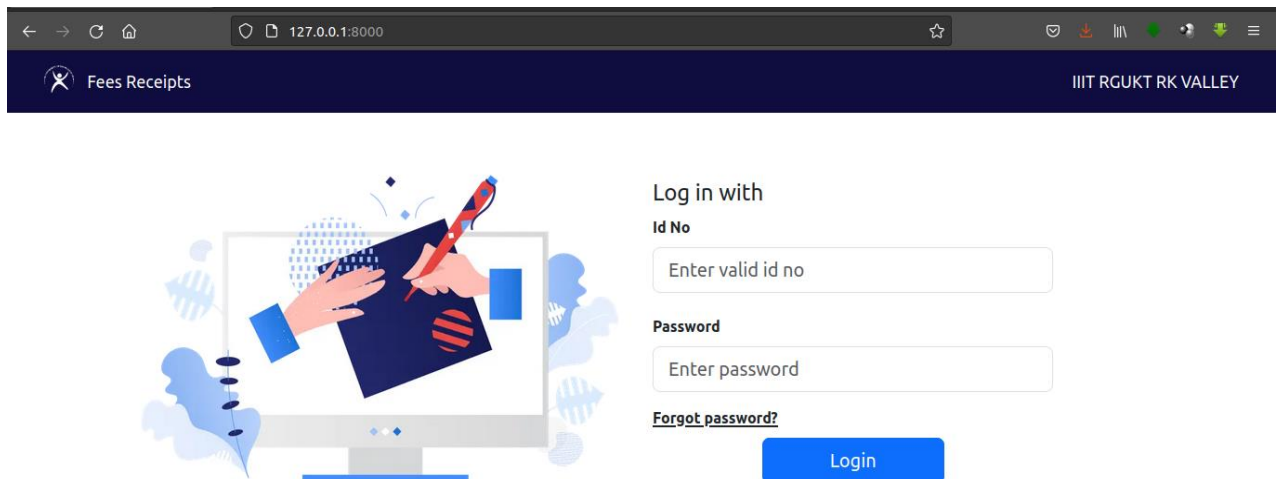 127.0.0.1:8000
Fees Receipts
IIIT RGUKT RK VALLEY
Log in with
Id No
Enter valid id no
Password
Enter password
Forgot password?
Login